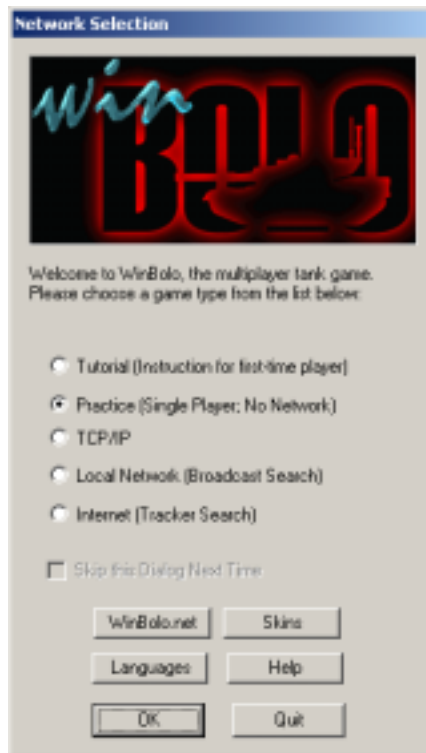 Network Selection
Win
BOLO
Welcome to WinBolo, the multiplayer tank game.
Please choose a game type from the list below:
Tutorial (Instruction for first-time player)
Practice (Single Player; No Network)
TCP/IP
Local Network (Broadcast Search)
Internet (Tracker Search)
Skip this Dialog Next Time
WinBolo.net Skins
Languages Help
OK Quit